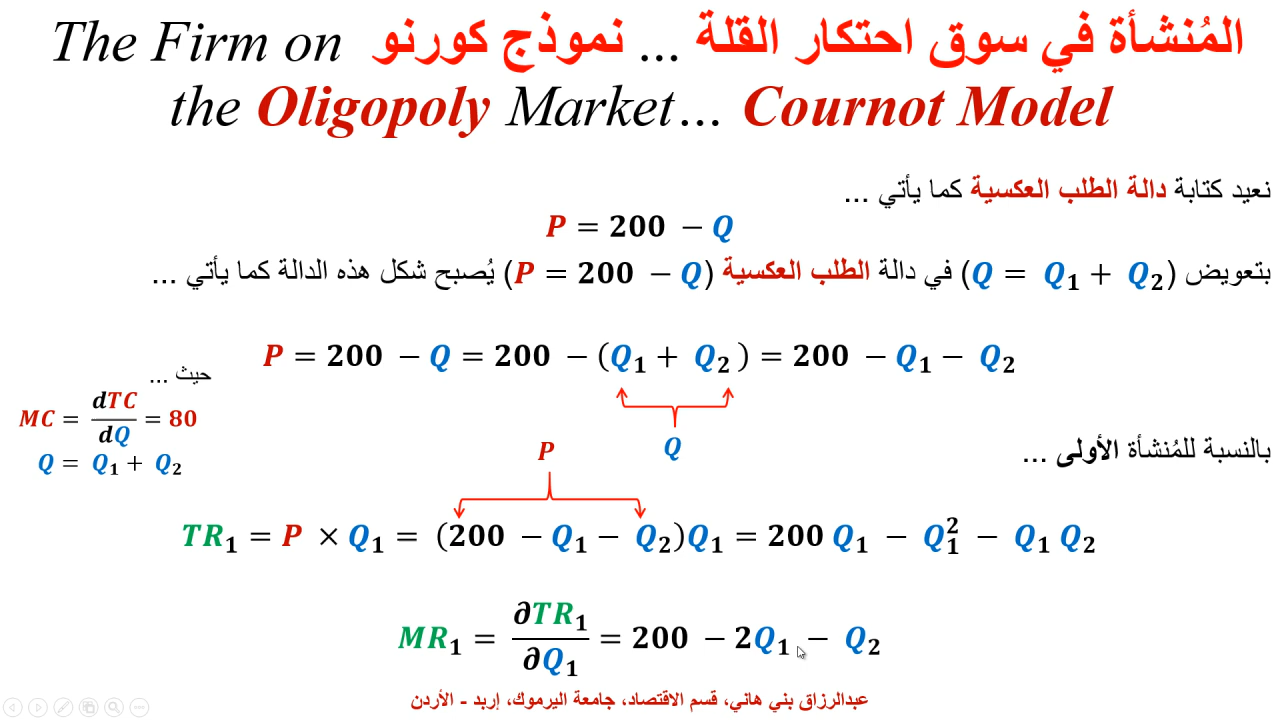 المُنشأة في سوق احتكار القلة ... نموذج كورنو The Firm on
the Oligopoly Market... Cournot Model
نعيد كتابة دالة الطلب العكسية كما يأتي ...
P = 200 − Q
بتعويض (Q = Q₁ + Q₂) في دالة الطلب العكسية (P = 200 − Q) يُصبح شكل هذه الدالة كما يأتي ...
P = 200 − Q = 200 − (Q₁ + Q₂) = 200 − Q₁ − Q₂
Q
حيث ...
MC = dTC/dQ = 80
Q = Q₁ + Q₂
بالنسبة للمُنشأة الأولى ...
P
TR₁ = P × Q₁ = (200 − Q₁ − Q₂)Q₁ = 200 Q₁ − Q₁² − Q₁ Q₂
MR₁ = ∂TR₁/∂Q₁ = 200 − 2Q₁ − Q₂
عبدالرزاق بني هاني، قسم الاقتصاد، جامعة اليرموك، إربد - الأردن